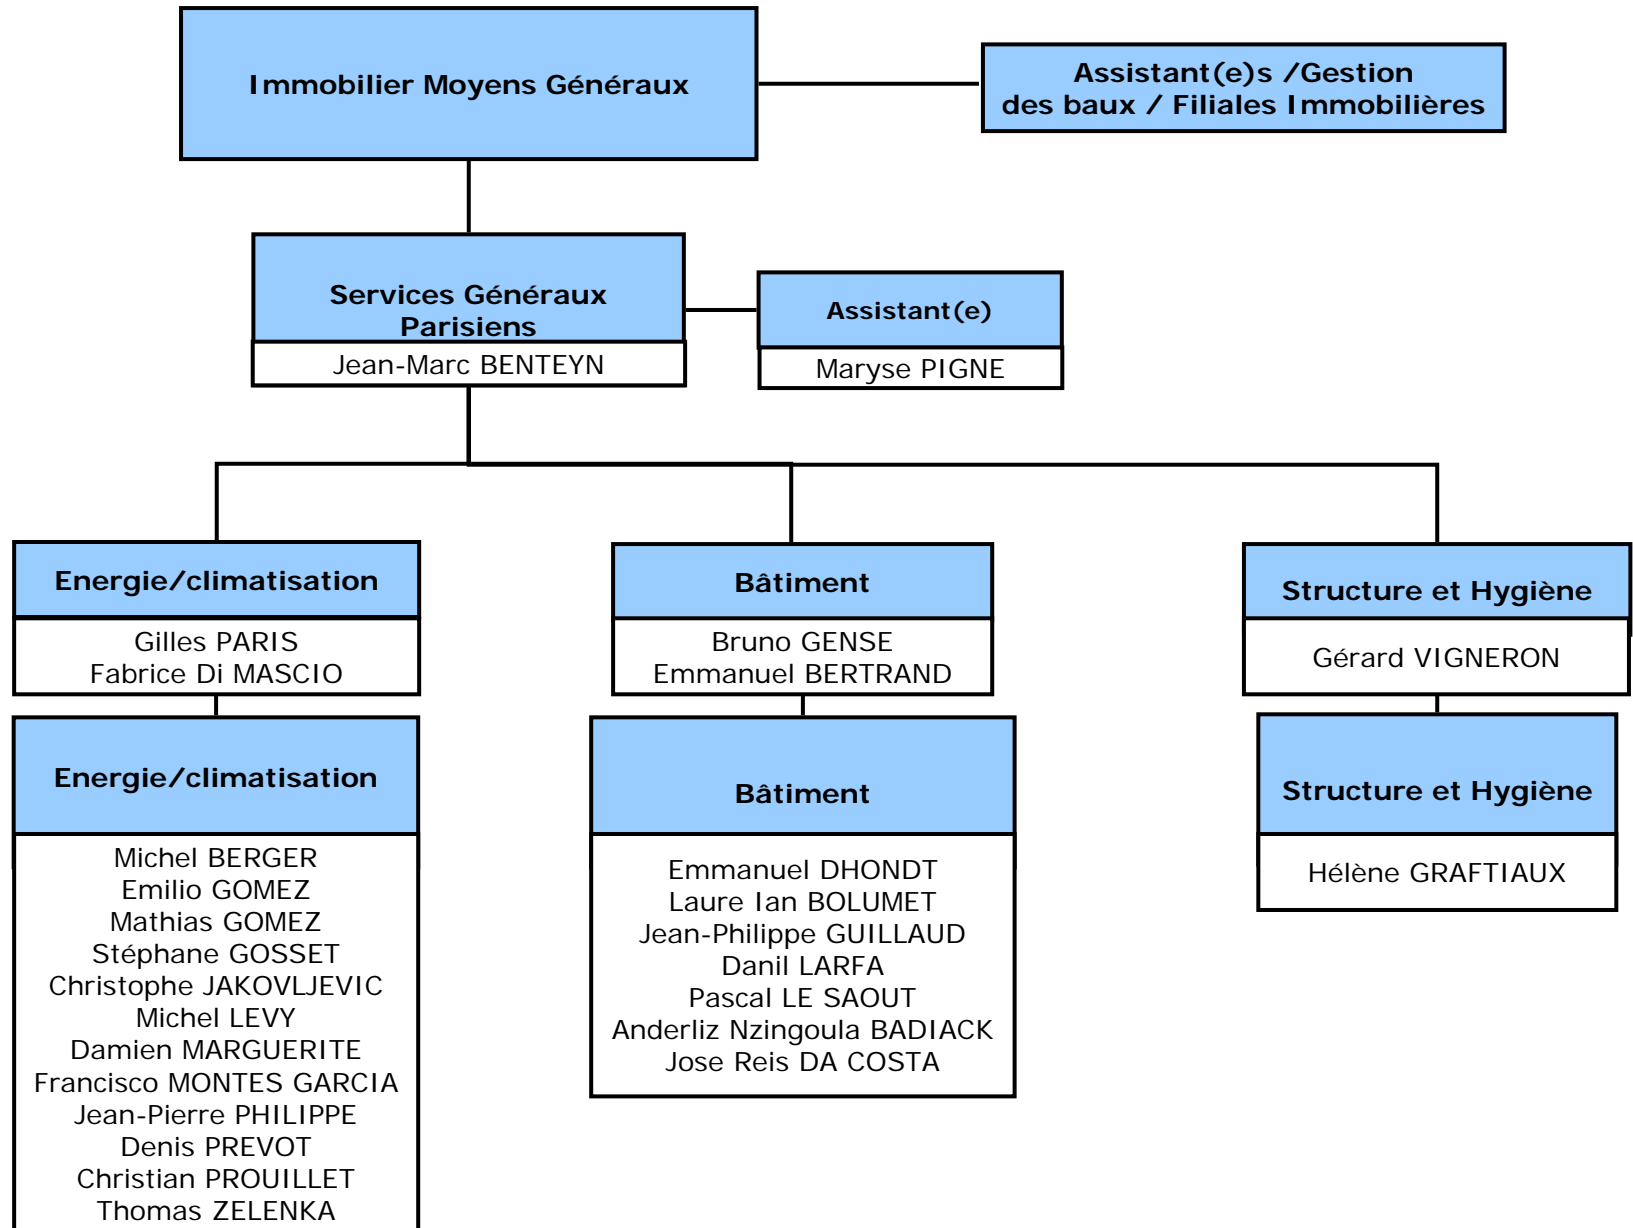 Immobilier Moyens Généraux
Assistant(e)s /Gestion
des baux / Filiales Immobilières
Services Généraux
Parisiens
Jean-Marc BENTEYN
Assistant(e)
Maryse PIGNE
Energie/climatisation
Gilles PARIS
Fabrice Di MASCIO
Bâtiment
Bruno GENSE
Emmanuel BERTRAND
Structure et Hygiène
Gérard VIGNERON
Energie/climatisation
Michel BERGER
Emilio GOMEZ
Mathias GOMEZ
Stéphane GOSSET
Christophe JAKOVLJEVIC
Michel LEVY
Damien MARGUERITE
Francisco MONTES GARCIA
Jean-Pierre PHILIPPE
Denis PREVOT
Christian PROUILLET
Thomas ZELENKA
Bâtiment
Emmanuel DHONDT
Laure Ian BOLUMET
Jean-Philippe GUILLAUD
Danil LARFA
Pascal LE SAOUT
Anderliz Nzingoula BADIACK
Jose Reis DA COSTA
Structure et Hygiène
Hélène GRAFTIAUX